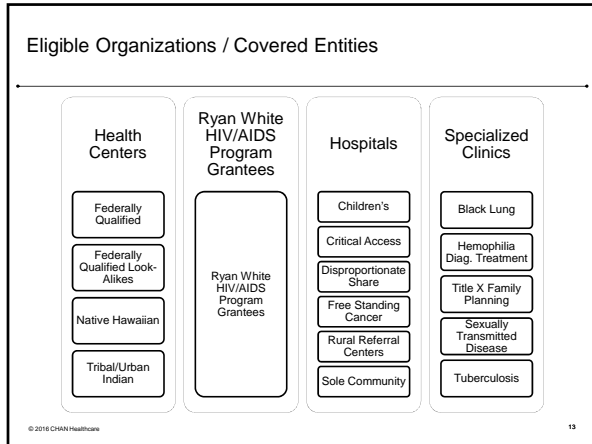 Eligible Organizations / Covered Entities
Health
Centers
Federally
Qualified
Federally
Qualified Look-
Alikes
Native Hawaiian
Tribal/Urban
Indian
Ryan White
HIV/AIDS
Program
Grantees
Ryan White
HIV/AIDS
Program
Grantees
Hospitals
Children's
Critical Access
Disproportionate
Share
Free Standing
Cancer
Rural Referral
Centers
Sole Community
Specialized
Clinics
Black Lung
Hemophilia
Diag. Treatment
Title X Family
Planning
Sexually
Transmitted
Disease
Tuberculosis
© 2016 CHAN Healthcare
13